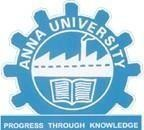 ANNA UNIVERSITY
PROGRESS THROUGH KNOWLEDGE